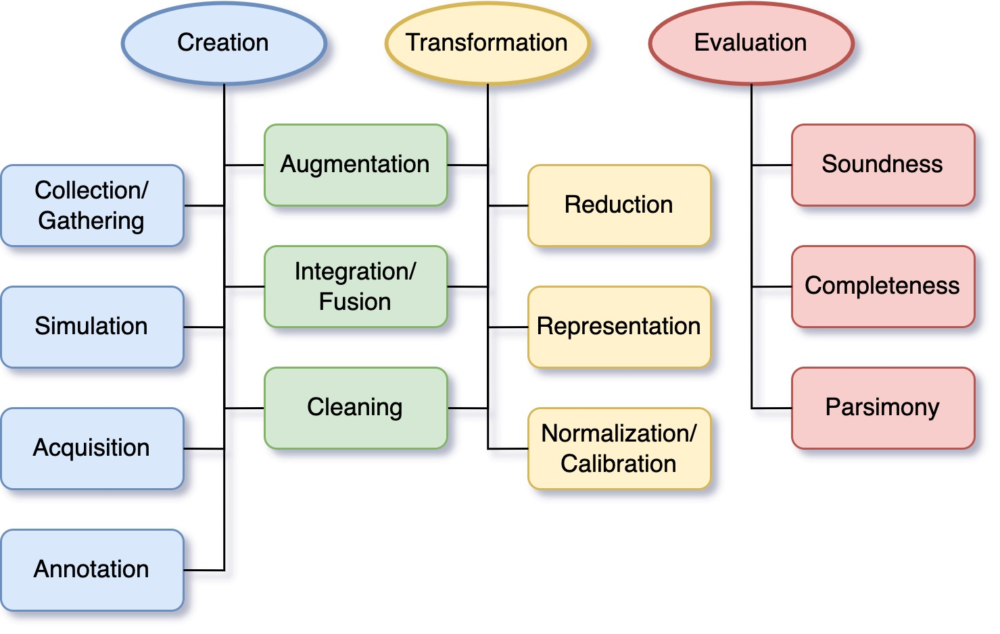 Creation
Transformation
Evaluation
Collection/
Gathering
Simulation
Acquisition
Annotation
Augmentation
Integration/
Fusion
Cleaning
Reduction
Representation
Normalization/
Calibration
Soundness
Completeness
Parsimony